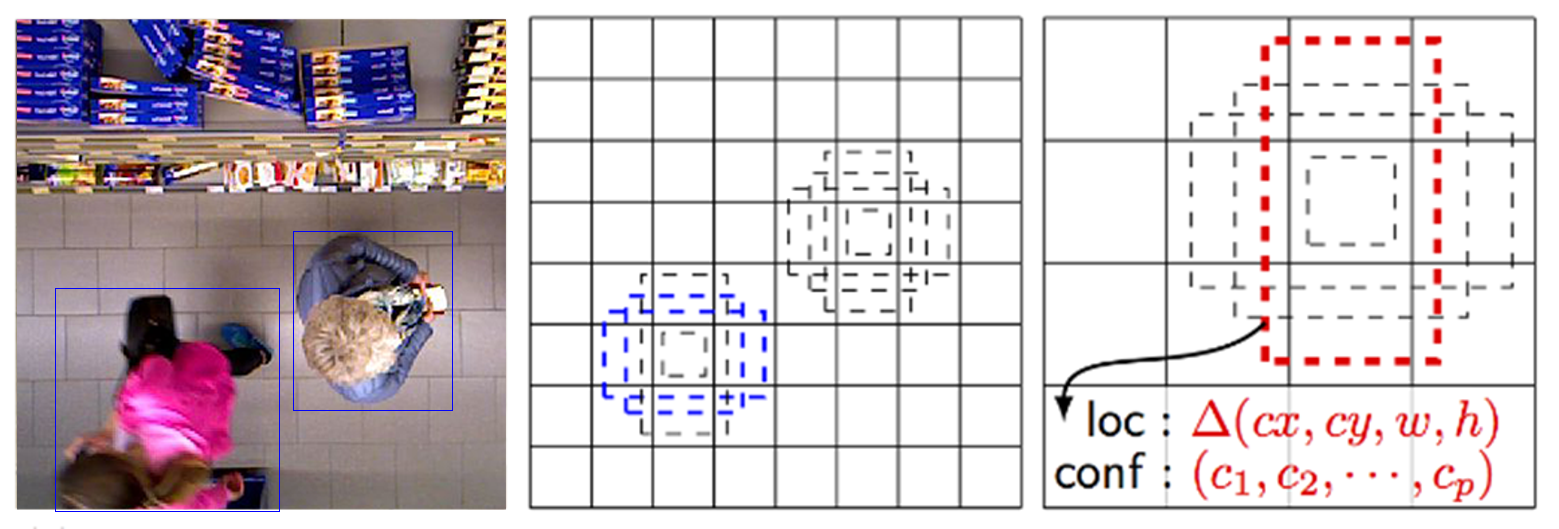 loc : Δ(cx, cy, w, h)
conf : (c₁, c₂, ⋯, cₚ)